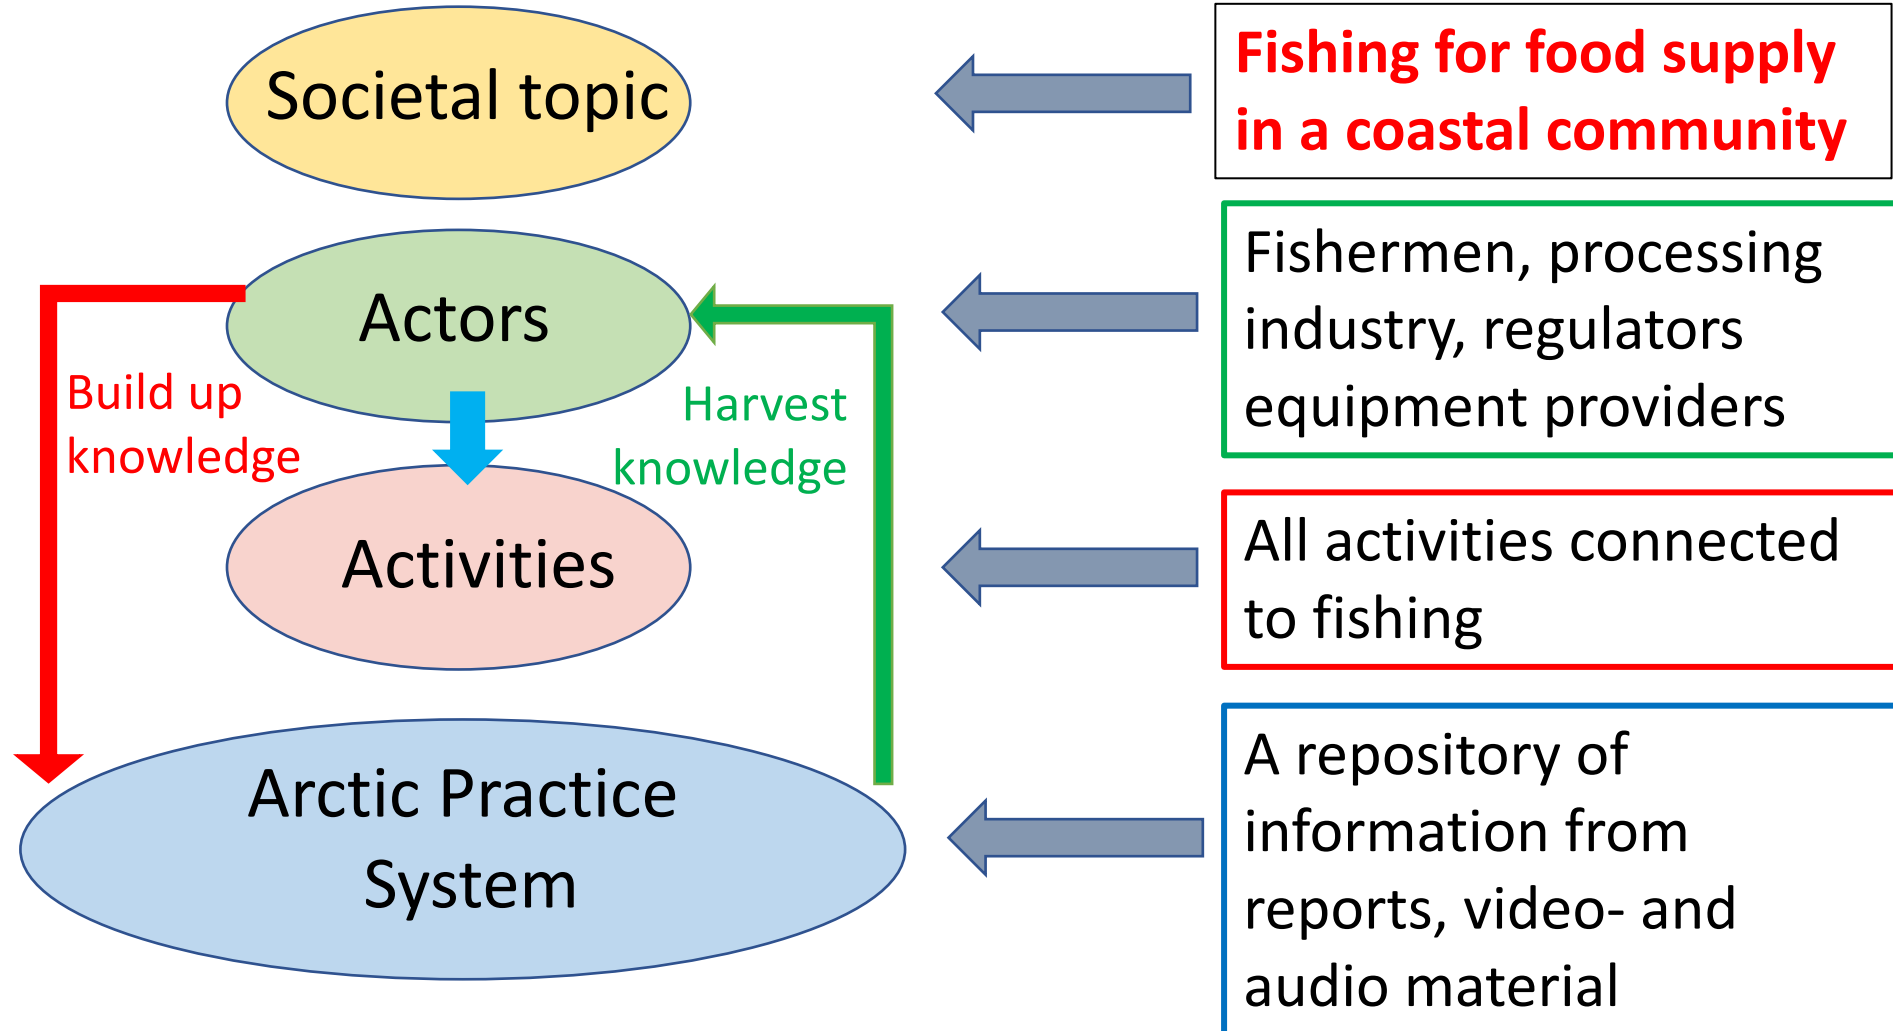 Societal topic
Fishing for food supply
in a coastal community
Actors
Fishermen, processing
industry, regulators
equipment providers
Build up
knowledge
Harvest
knowledge
Activities
All activities connected
to fishing
Arctic Practice
System
A repository of
information from
reports, video- and
audio material